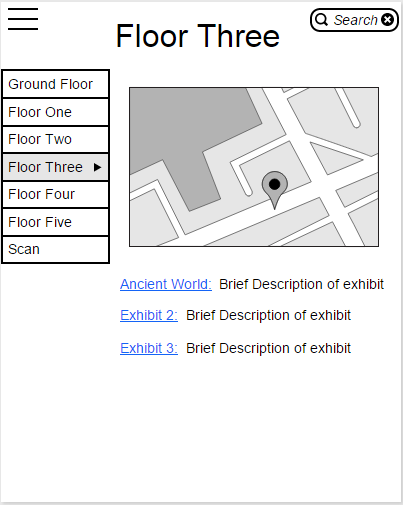 Floor Three
Search
Ground Floor
Floor One
Floor Two
Floor Three
Floor Four
Floor Five
Scan
Ancient World: Brief Description of exhibit
Exhibit 2: Brief Description of exhibit
Exhibit 3: Brief Description of exhibit